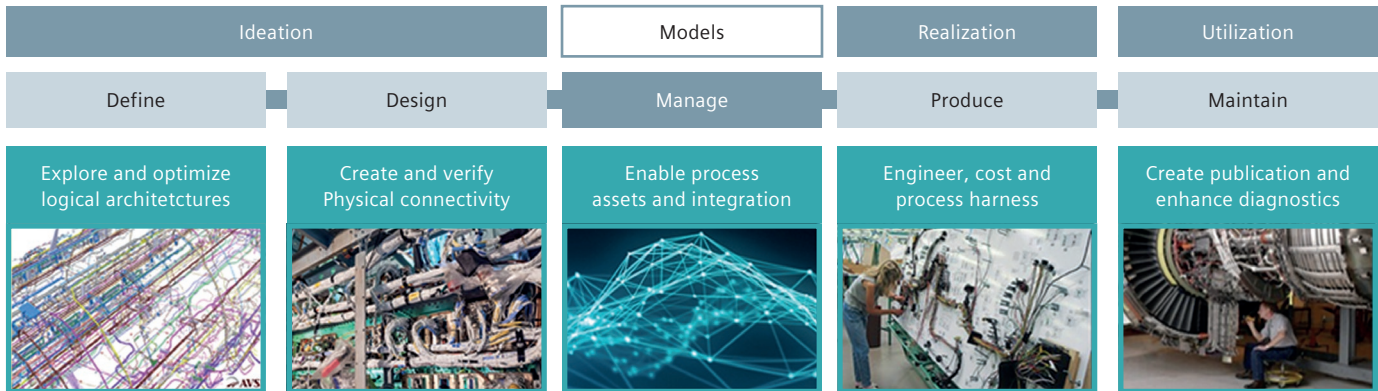 Ideation
Models
Realization
Utilization
Define
Design
Manage
Produce
Maintain
Explore and optimize
logical architetctures
Create and verify
Physical connectivity
Enable process
assets and integration
Engineer, cost and
process harness
Create publication and
enhance diagnostics
AVS